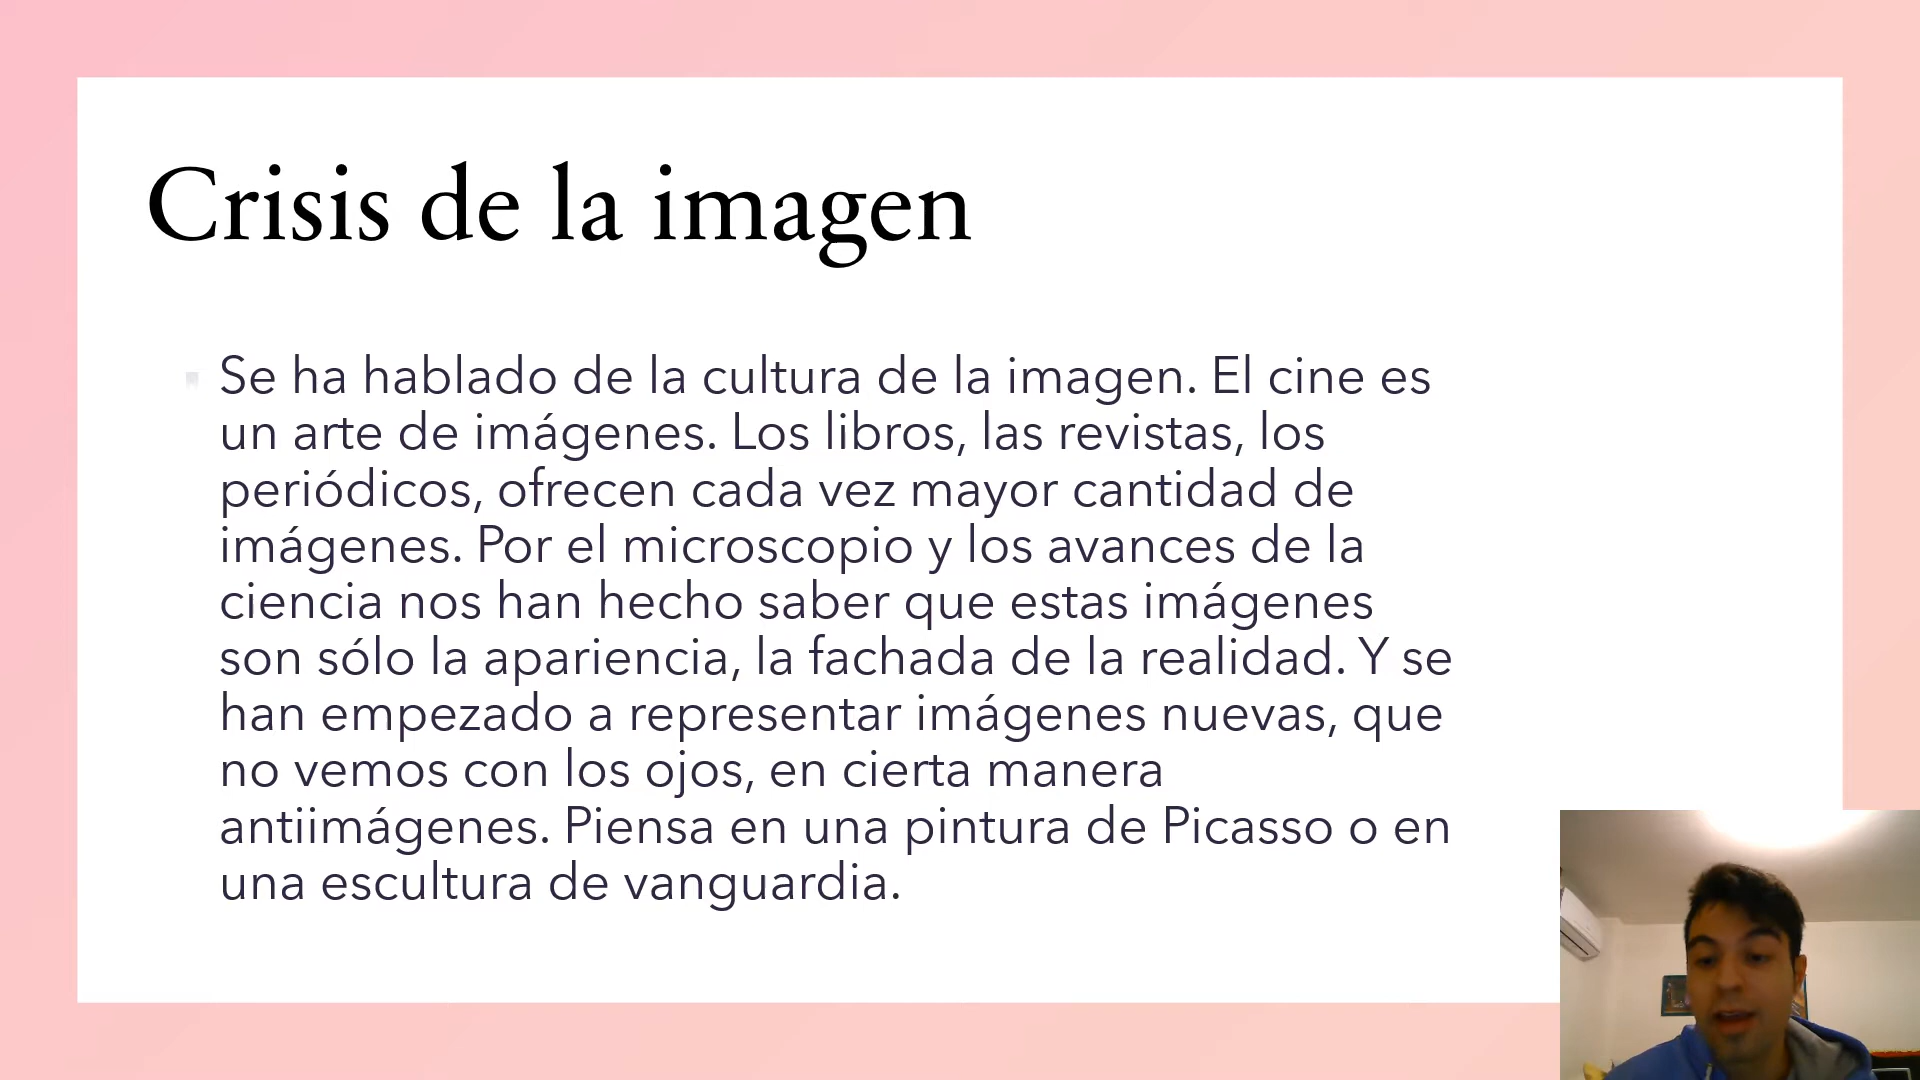 Crisis de la imagen
Se ha hablado de la cultura de la imagen. El cine es
un arte de imágenes. Los libros, las revistas, los
periódicos, ofrecen cada vez mayor cantidad de
imágenes. Por el microscopio y los avances de la
ciencia nos han hecho saber que estas imágenes
son sólo la apariencia, la fachada de la realidad. Y se
han empezado a representar imágenes nuevas, que
no vemos con los ojos, en cierta manera
antiimágenes. Piensa en una pintura de Picasso o en
una escultura de vanguardia.